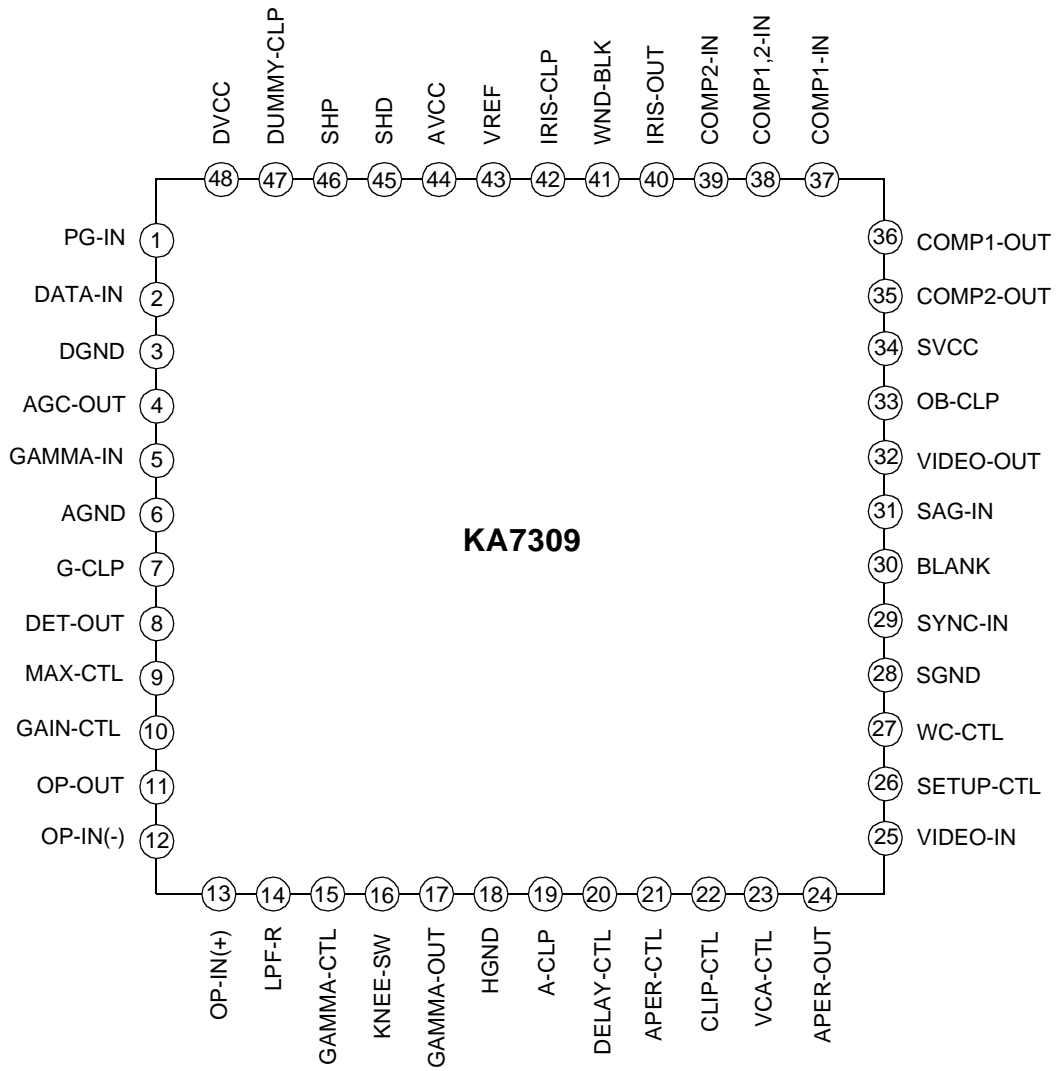 DVCC
DUMMY-CLP
SHP
SHD
AVCC
VREF
IRIS-CLP
WND-BLK
IRIS-OUT
COMP2-IN
COMP1,2-IN
COMP1-IN
48 47 46 45 44 43 42 41 40 39 38 37
PG-IN 1
DATA-IN 2
DGND 3
AGC-OUT 4
GAMMA-IN 5
AGND 6
G-CLP 7
DET-OUT 8
MAX-CTL 9
GAIN-CTL 10
OP-OUT 11
OP-IN(-) 12
KA7309
36 COMP1-OUT
35 COMP2-OUT
34 SVCC
33 OB-CLP
32 VIDEO-OUT
31 SAG-IN
30 BLANK
29 SYNC-IN
28 SGND
27 WC-CTL
26 SETUP-CTL
25 VIDEO-IN
13 14 15 16 17 18 19 20 21 22 23 24
OP-IN(+)
LPF-R
GAMMA-CTL
KNEE-SW
GAMMA-OUT
HGND
A-CLP
DELAY-CTL
APER-CTL
CLIP-CTL
VCA-CTL
APER-OUT